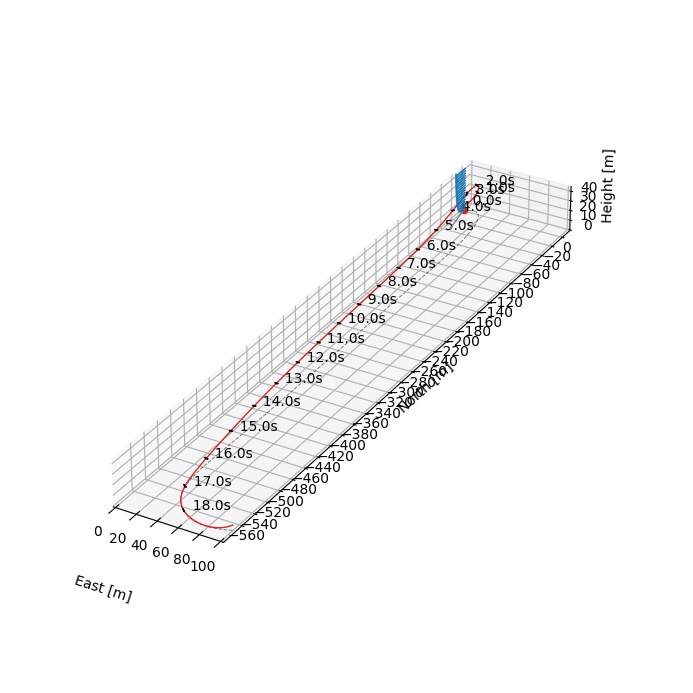 Height [m]
40
30
20
10
0
2.0s
1.0s
3.0s
0.0s
4.0s
5.0s
6.0s
7.0s
8.0s
9.0s
10.0s
11.0s
12.0s
13.0s
14.0s
15.0s
16.0s
17.0s
18.0s
0
−20
−40
−60
−80
−100
−120
−140
−160
−180
−200
−220
−240
−260
−280
−300
−320
−340
−360
−380
−400
−420
−440
−460
−480
−500
−520
−540
−560
North [m]
0
20
40
60
80
100
East [m]